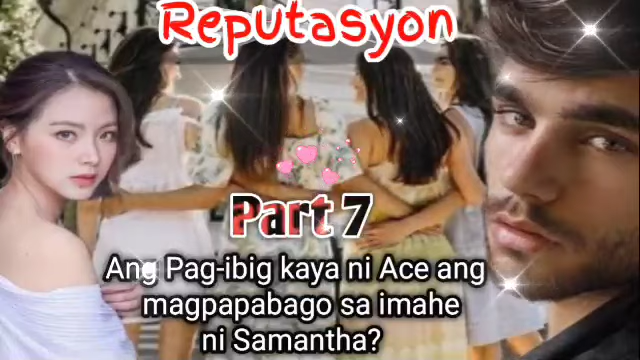 Reputasyon
Part 7
Ang Pag-ibig kaya ni Ace ang
magpapabago sa imahe
ni Samantha?